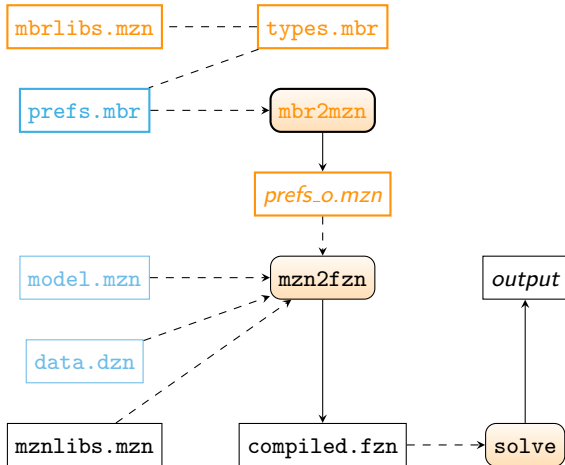 mbrlibs.mzn
types.mbr
prefs.mbr
mbr2mzn
prefs_o.mzn
model.mzn
mzn2fzn
output
data.dzn
mznlibs.mzn
compiled.fzn
solve